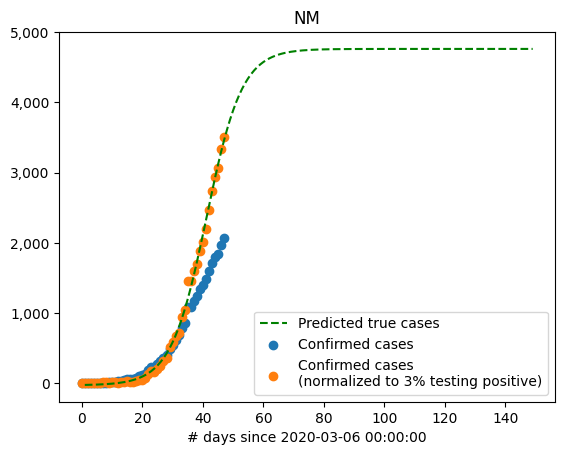 NM
5,000
4,000
3,000
2,000
1,000
0
Predicted true cases
Confirmed cases
Confirmed cases
(normalized to 3% testing positive)
0 20 40 60 80 100 120 140
# days since 2020-03-06 00:00:00